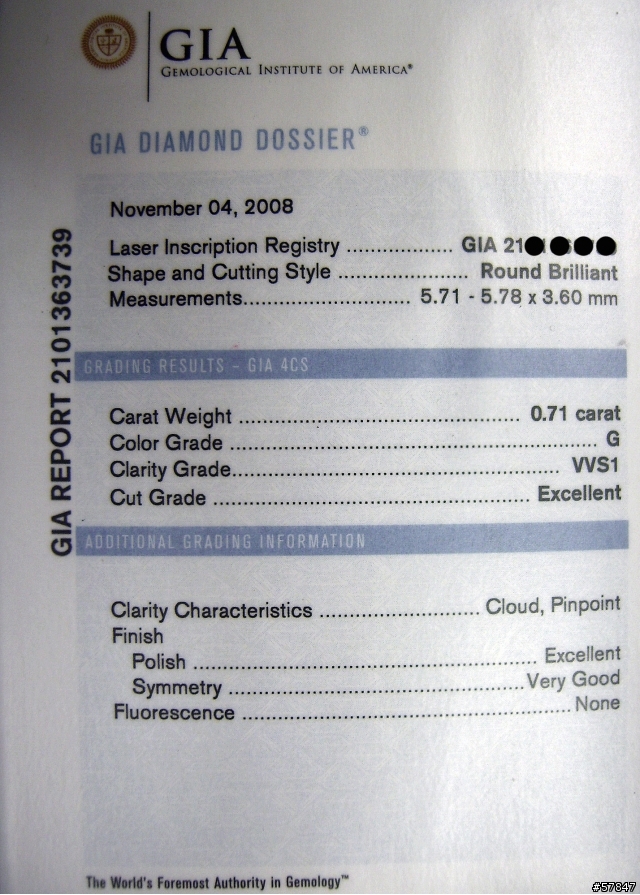 GIA
GEMOLOGICAL INSTITUTE OF AMERICA®
GIA DIAMOND DOSSIER®
GIA REPORT 2101363739
November 04, 2008
Laser Inscription Registry .................. GIA 21
Shape and Cutting Style ...................... Round Brilliant
Measurements............................ 5.71 - 5.78 x 3.60 mm
GRADING RESULTS - GIA 4CS
Carat Weight ............................................... 0.71 carat
Color Grade ............................................................ G
Clarity Grade....................................................... VVS1
Cut Grade ..................................................... Excellent
ADDITIONAL GRADING INFORMATION
Clarity Characteristics .......................... Cloud, Pinpoint
Finish
Polish .......................................................... Excellent
Symmetry .................................................. Very Good
Fluorescence ....................................................... None
The World's Foremost Authority in Gemology™
#57847